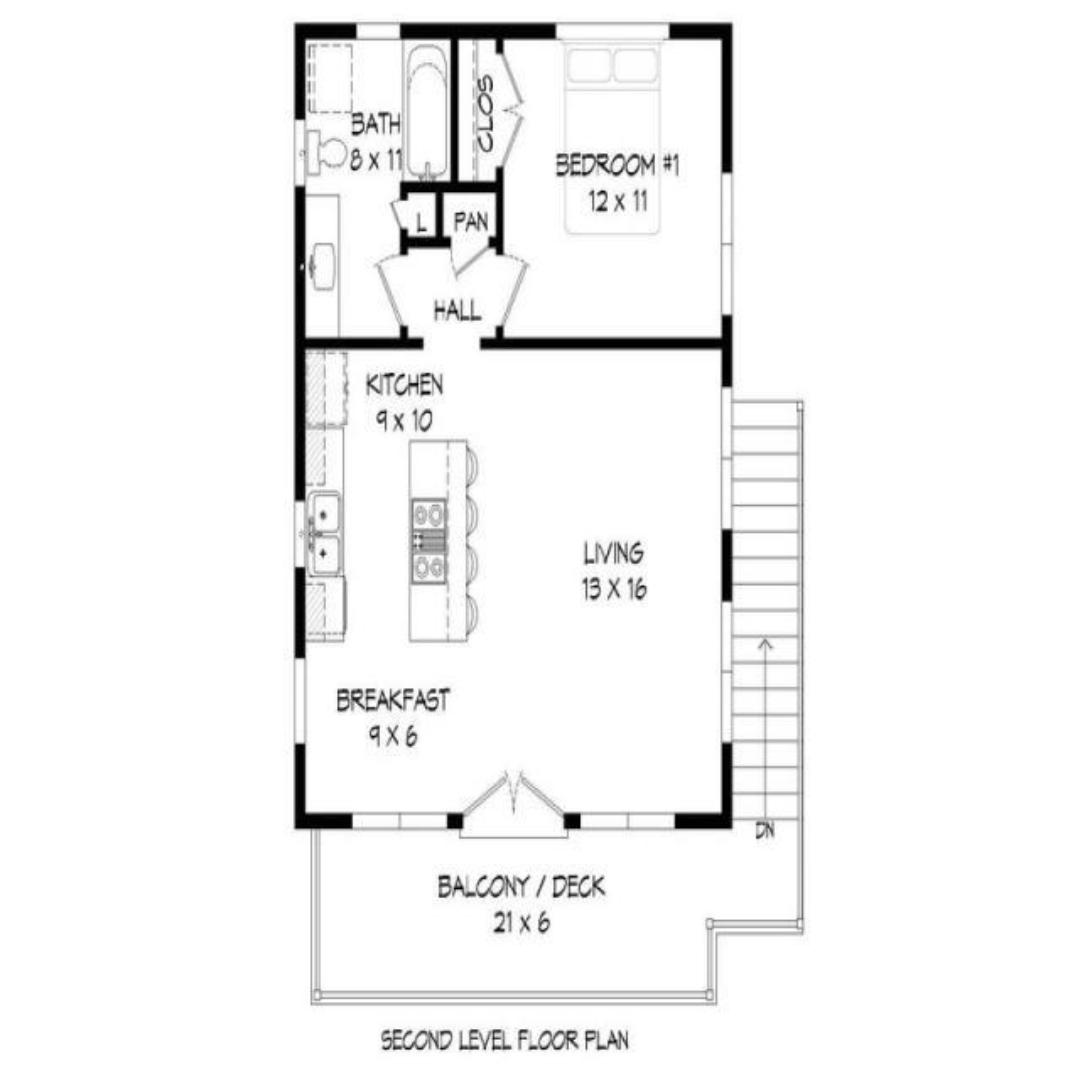 BATH
8 x 11
CLOS
BEDROOM #1
12 x 11
L
PAN
HALL
KITCHEN
9 x 10
LIVING
13 X 16
BREAKFAST
9 X 6
DN
BALCONY / DECK
21 x 6
SECOND LEVEL FLOOR PLAN